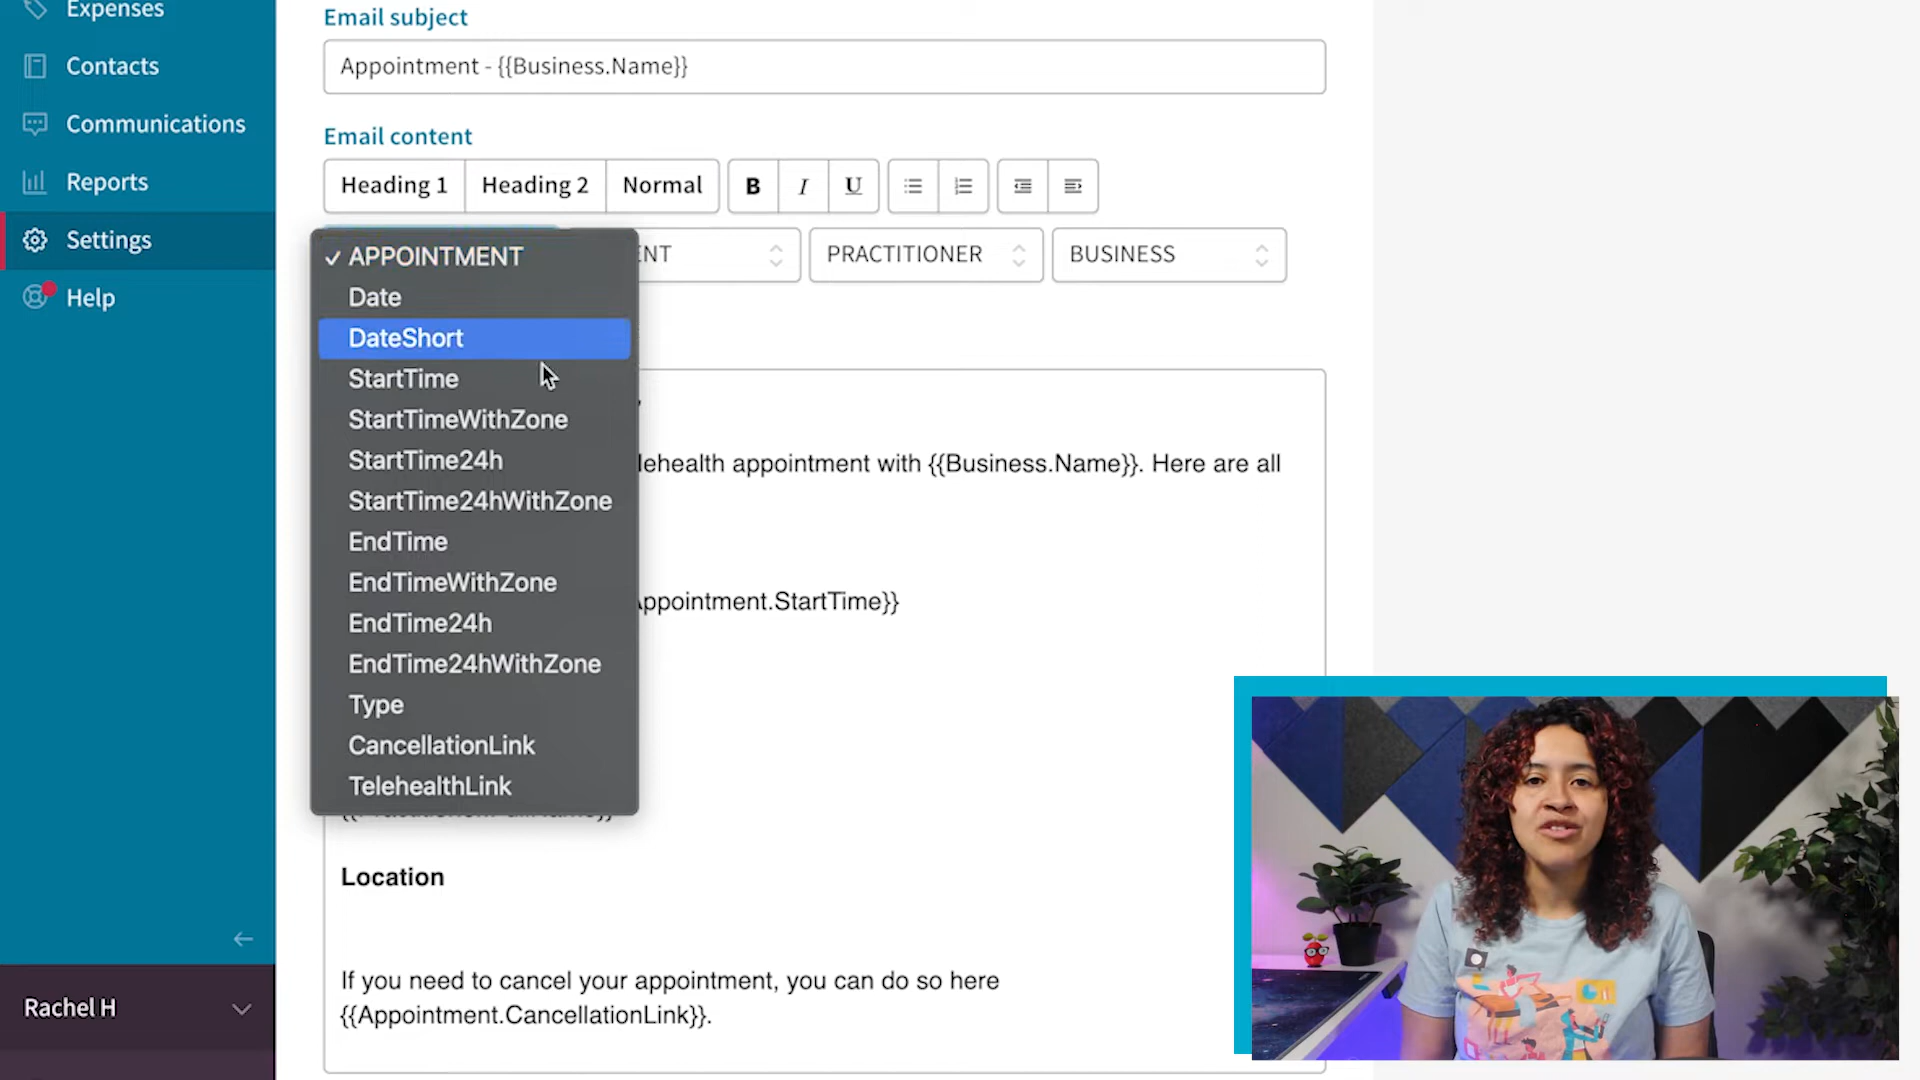 Expenses
Contacts
Communications
Reports
Settings
Help
Rachel H
Email subject
Appointment - {{Business.Name}}
Email content
Heading 1 Heading 2 Normal B I U
APPOINTMENT
PRACTITIONER
BUSINESS
Date
DateShort
StartTime
StartTimeWithZone
StartTime24h
StartTime24hWithZone
EndTime
EndTimeWithZone
EndTime24h
EndTime24hWithZone
Type
CancellationLink
TelehealthLink
appointment with {{Business.Name}}. Here are all
ppointment.StartTime}}
Location
If you need to cancel your appointment, you can do so here
{{Appointment.CancellationLink}}.